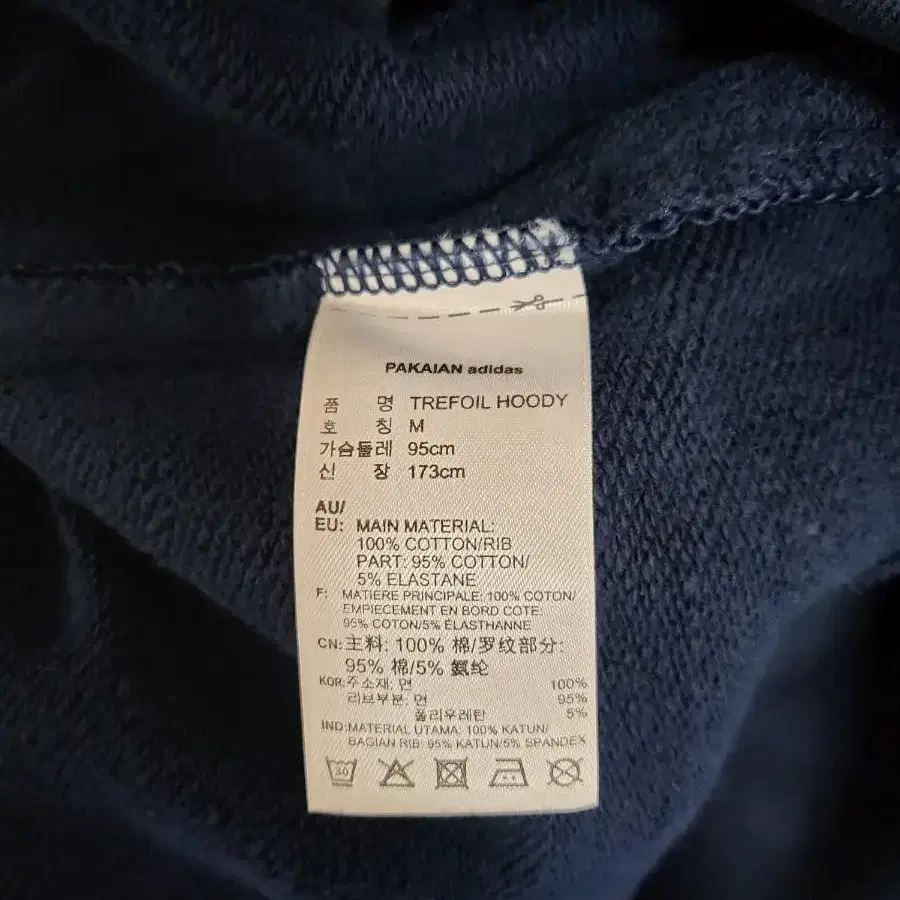 PAKAIAN adidas
품 명 TREFOIL HOODY
호 칭 M
가슴둘레 95cm
신 장 173cm
AU/
EU: MAIN MATERIAL:
100% COTTON/RIB
PART: 95% COTTON/
5% ELASTANE
F: MATIERE PRINCIPALE: 100% COTON/
EMPIECEMENT EN BORD COTE:
95% COTON/5% ÉLASTHANNE
CN: 主料: 100% 棉/罗纹部分:
95% 棉/5% 氨纶
KOR: 주소재: 면 100%
리브부분: 면 95%
폴리우레탄 5%
IND: MATERIAL UTAMA: 100% KATUN/
BAGIAN RIB: 95% KATUN/5% SPANDEX
30